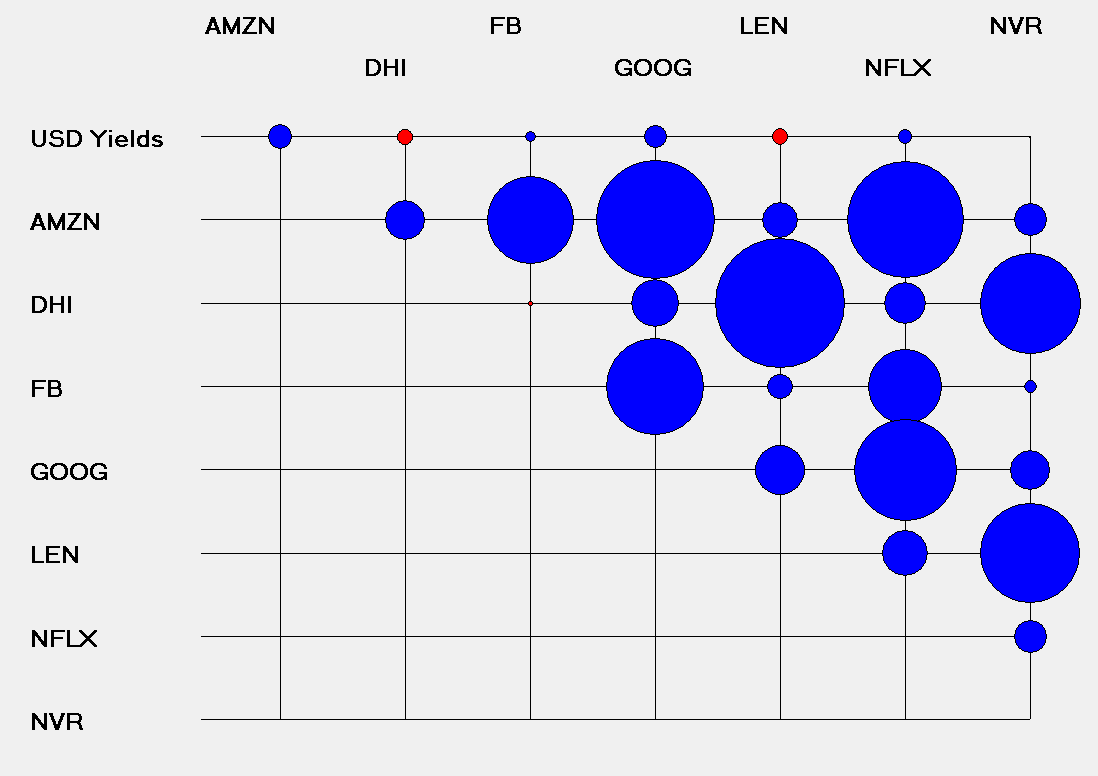 AMZN FB LEN NVR
DHI GOOG NFLX
USD Yields
AMZN
DHI
FB
GOOG
LEN
NFLX
NVR